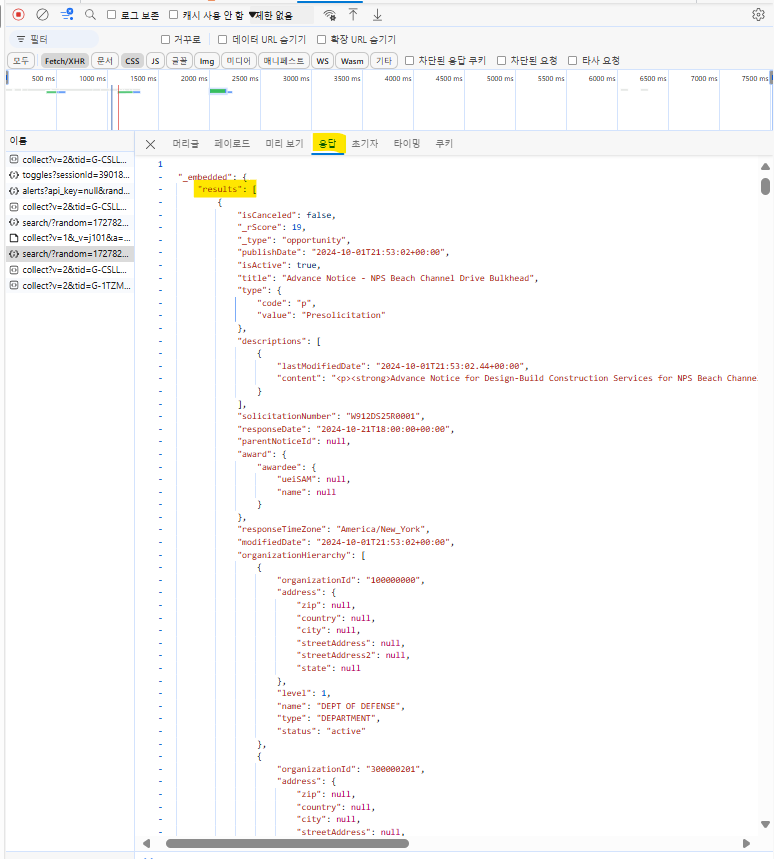 로그 보존 캐시 사용 안 함 제한 없음
필터 거꾸로 데이터 URL 숨기기 확장 URL 숨기기
모두 Fetch/XHR 문서 CSS JS 글꼴 Img 미디어 매니페스트 WS Wasm 기타 차단된 응답 쿠키 차단된 요청 타사 요청
500 ms 1000 ms 1500 ms 2000 ms 2500 ms 3000 ms 3500 ms 4000 ms 4500 ms 5000 ms 5500 ms 6000 ms 6500 ms 7000 ms 7500 ms
이름
collect?v=2&tid=G-CSLL...
toggles?sessionId=39018...
alerts?api_key=null&rand...
collect?v=2&tid=G-CSLL...
search/?random=172782...
collect?v=1&_v=j101&a=...
search/?random=172782...
collect?v=2&tid=G-CSLL...
collect?v=2&tid=G-1TZM...
머리글 페이로드 미리 보기 응답 초기자 타이밍 쿠키
1
- "_embedded": {
- "results": [
- {
- "isCanceled": false,
- "_rScore": 19,
- "_type": "opportunity",
- "publishDate": "2024-10-01T21:53:02+00:00",
- "isActive": true,
- "title": "Advance Notice - NPS Beach Channel Drive Bulkhead",
- "type": {
- "code": "p",
- "value": "Presolicitation"
- },
- "descriptions": [
- {
- "lastModifiedDate": "2024-10-01T21:53:02.44+00:00",
- "content": "<p><strong>Advance Notice for Design-Build Construction Services for NPS Beach Channe
- }
- ],
- "solicitationNumber": "W912DS25R0001",
- "responseDate": "2024-10-21T18:00:00+00:00",
- "parentNoticeId": null,
- "award": {
- "awardee": {
- "ueiSAM": null,
- "name": null
- }
- },
- "responseTimeZone": "America/New_York",
- "modifiedDate": "2024-10-01T21:53:02+00:00",
- "organizationHierarchy": [
- {
- "organizationId": "100000000",
- "address": {
- "zip": null,
- "country": null,
- "city": null,
- "streetAddress": null,
- "streetAddress2": null,
- "state": null
- },
- "level": 1,
- "name": "DEPT OF DEFENSE",
- "type": "DEPARTMENT",
- "status": "active"
- },
- {
- "organizationId": "300000201",
- "address": {
- "zip": null,
- "country": null,
- "city": null,
- "streetAddress": null,